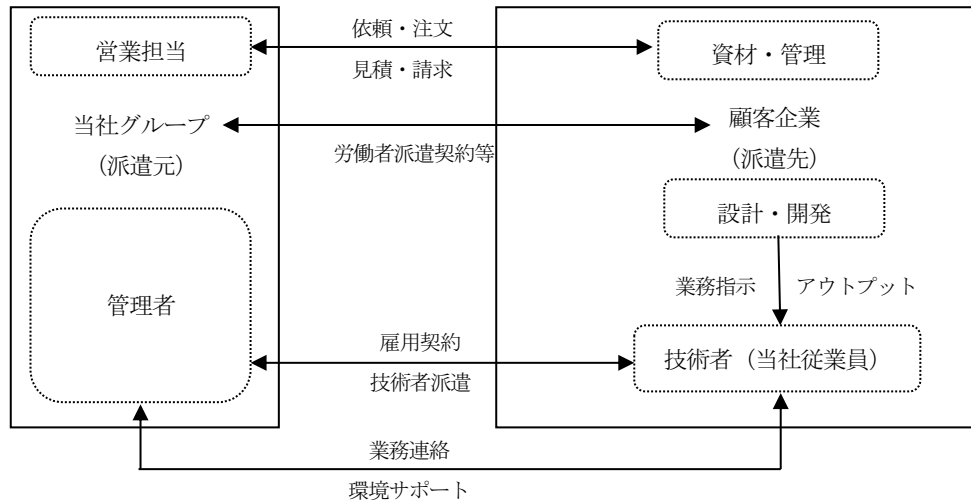 依頼・注文
営業担当
資材・管理
見積・請求
当社グループ
顧客企業
労働者派遣契約等
(派遣元)
(派遣先)
設計・開発
業務指示
アウトプット
管理者
雇用契約
技術者(当社従業員)
技術者派遣
業務連絡
環境サポート